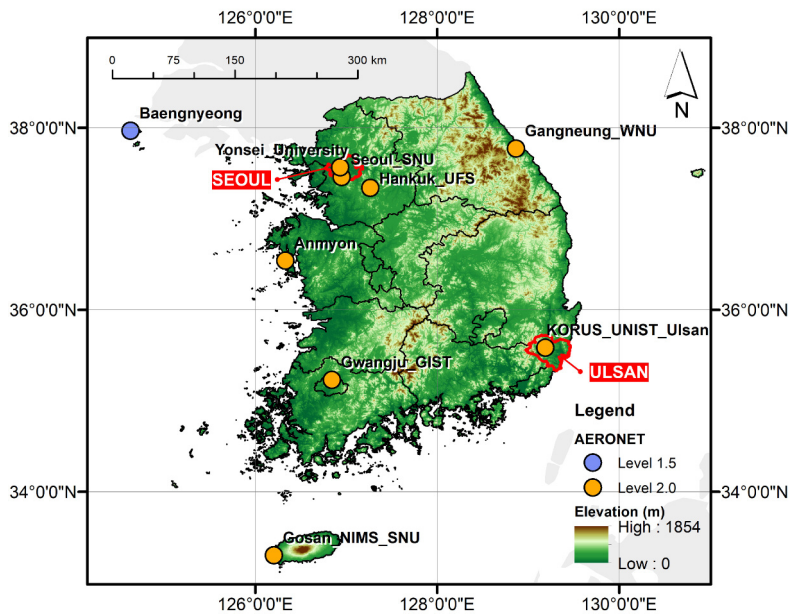 126°0'0"E 128°0'0"E 130°0'0"E
0 75 150 300 km
N
Baengnyeong
38°0'0"N 38°0'0"N
Gangneung_WNU
Yonsei_University
Seoul_SNU
SEOUL
Hankuk_UFS
Anmyon
36°0'0"N 36°0'0"N
KORUS_UNIST_Ulsan
Gwangju_GIST
ULSAN
Legend
AERONET
Level 1.5
Level 2.0
34°0'0"N 34°0'0"N
Elevation (m)
High : 1854
Low : 0
Gosan_NIMS_SNU
126°0'0"E 128°0'0"E 130°0'0"E